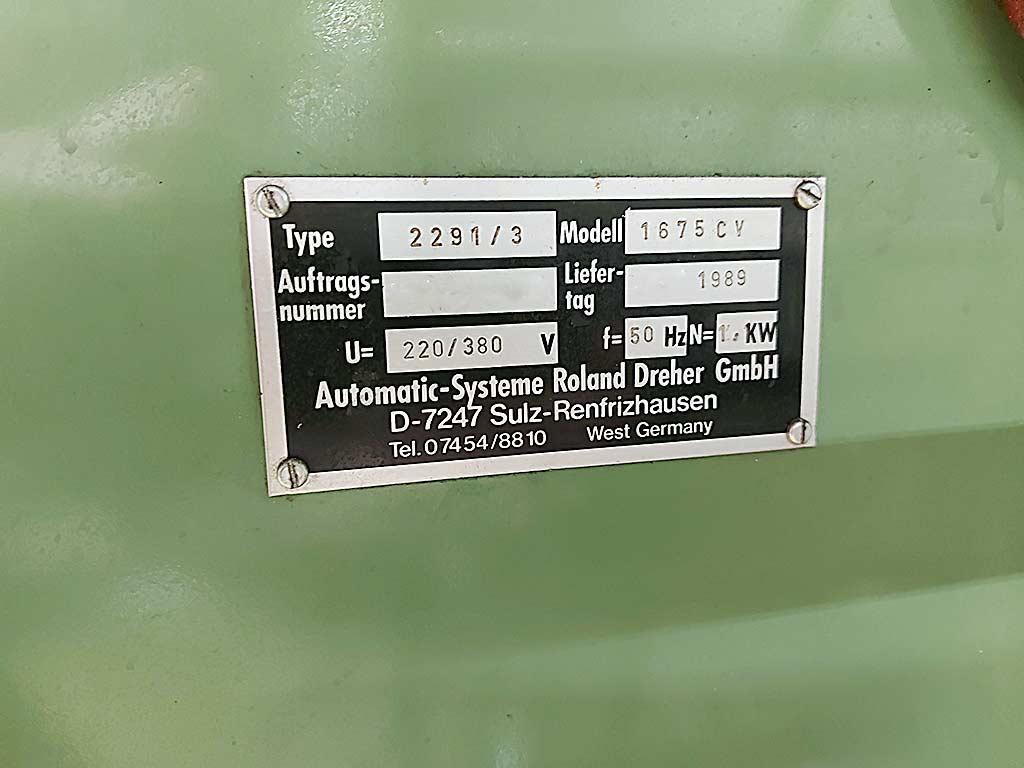 Type 2291/3 Modell 1675 CV
Auftrags-nummer Liefer-tag 1989
U= 220/380 V f= 50 Hz N= KW
Automatic-Systeme Roland Dreher GmbH
D-7247 Sulz-Renfrizhausen
Tel. 07454/8810 West Germany